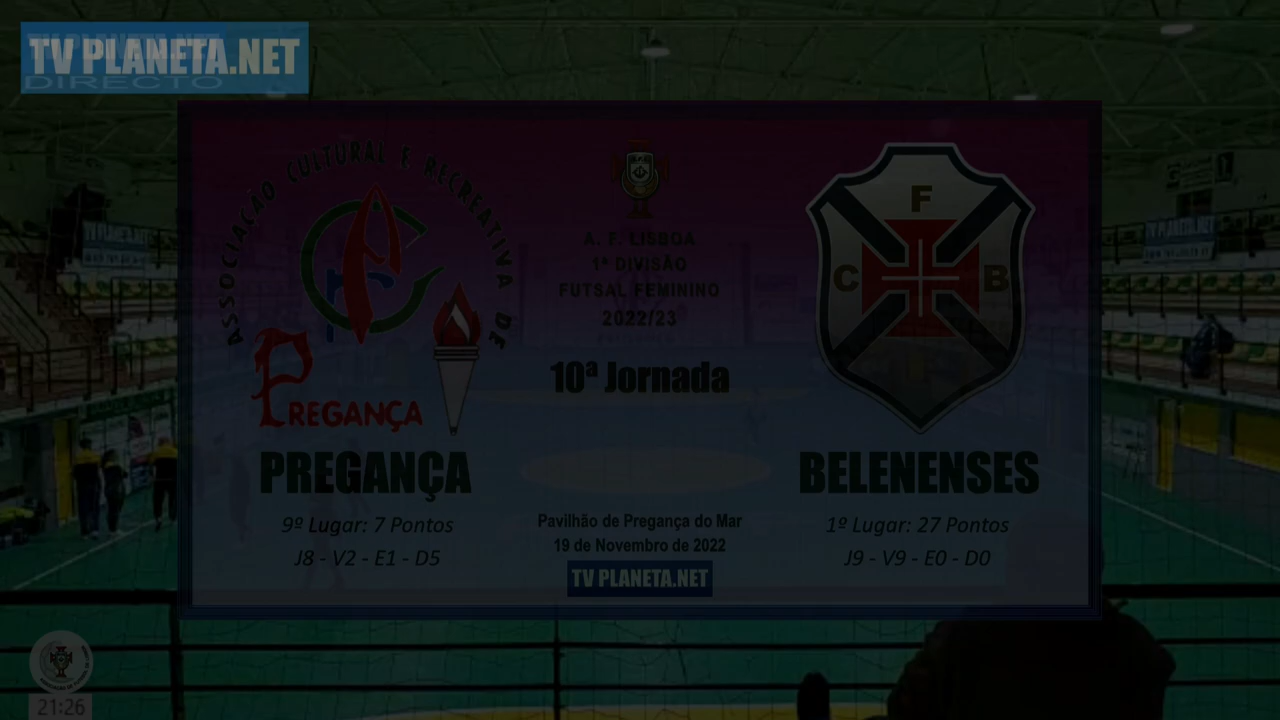 TV PLANETA.NET
DIRECTO
ASSOCIAÇÃO CULTURAL E RECREATIVA DE
PREGANÇA
F
C B
A. F. LISBOA
1ª DIVISÃO
FUTSAL FEMININO
2022/23
10ª Jornada
PREGANÇA
BELENENSES
9º Lugar: 7 Pontos
J8 - V2 - E1 - D5
Pavilhão de Pregança do Mar
19 de Novembro de 2022
TV PLANETA.NET
1º Lugar: 27 Pontos
J9 - V9 - E0 - D0
21:26